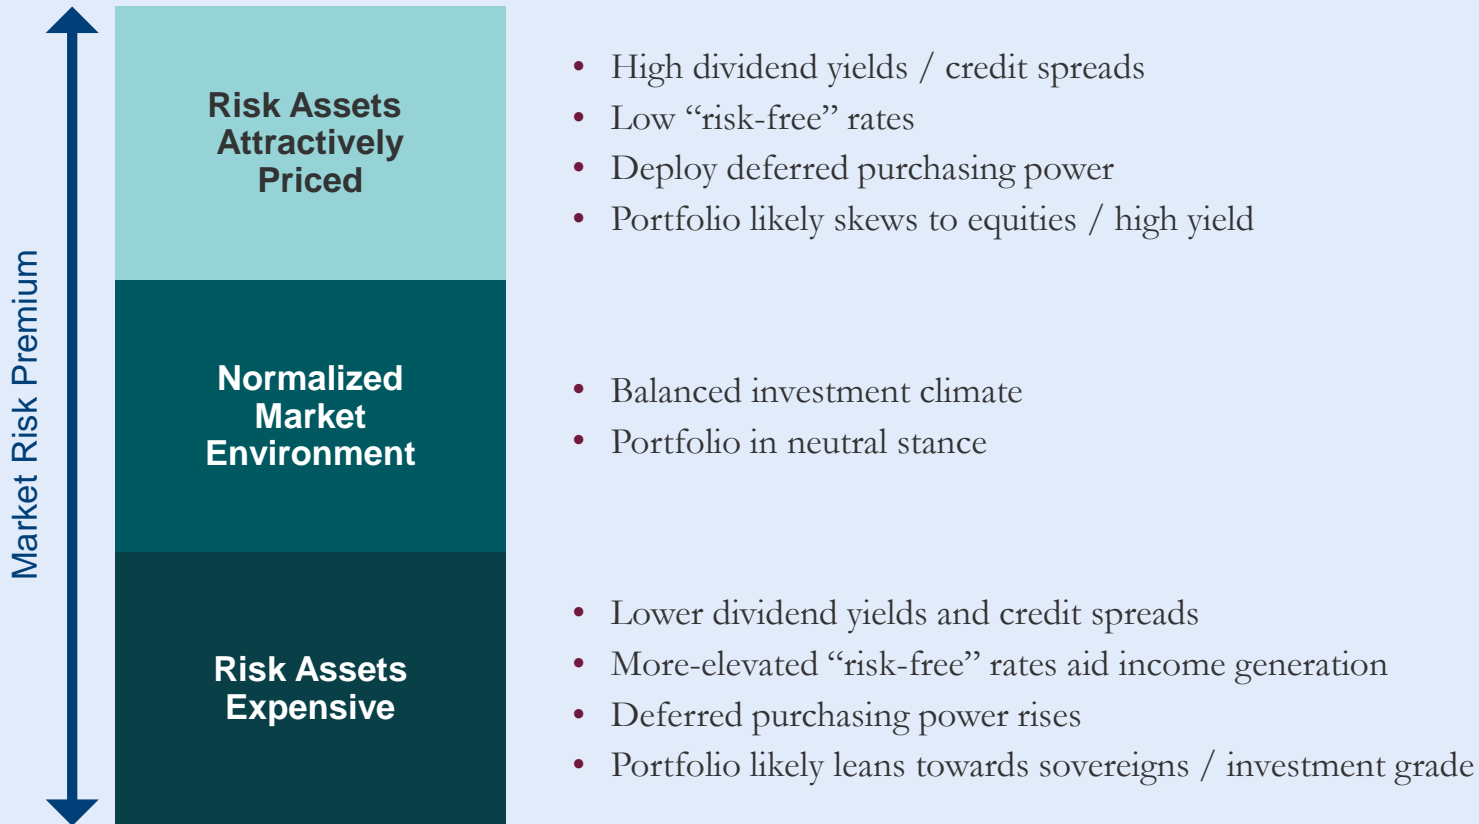 Market Risk Premium
Risk Assets
Attractively
Priced
• High dividend yields / credit spreads
• Low “risk-free” rates
• Deploy deferred purchasing power
• Portfolio likely skews to equities / high yield
Normalized
Market
Environment
• Balanced investment climate
• Portfolio in neutral stance
Risk Assets
Expensive
• Lower dividend yields and credit spreads
• More-elevated “risk-free” rates aid income generation
• Deferred purchasing power rises
• Portfolio likely leans towards sovereigns / investment grade